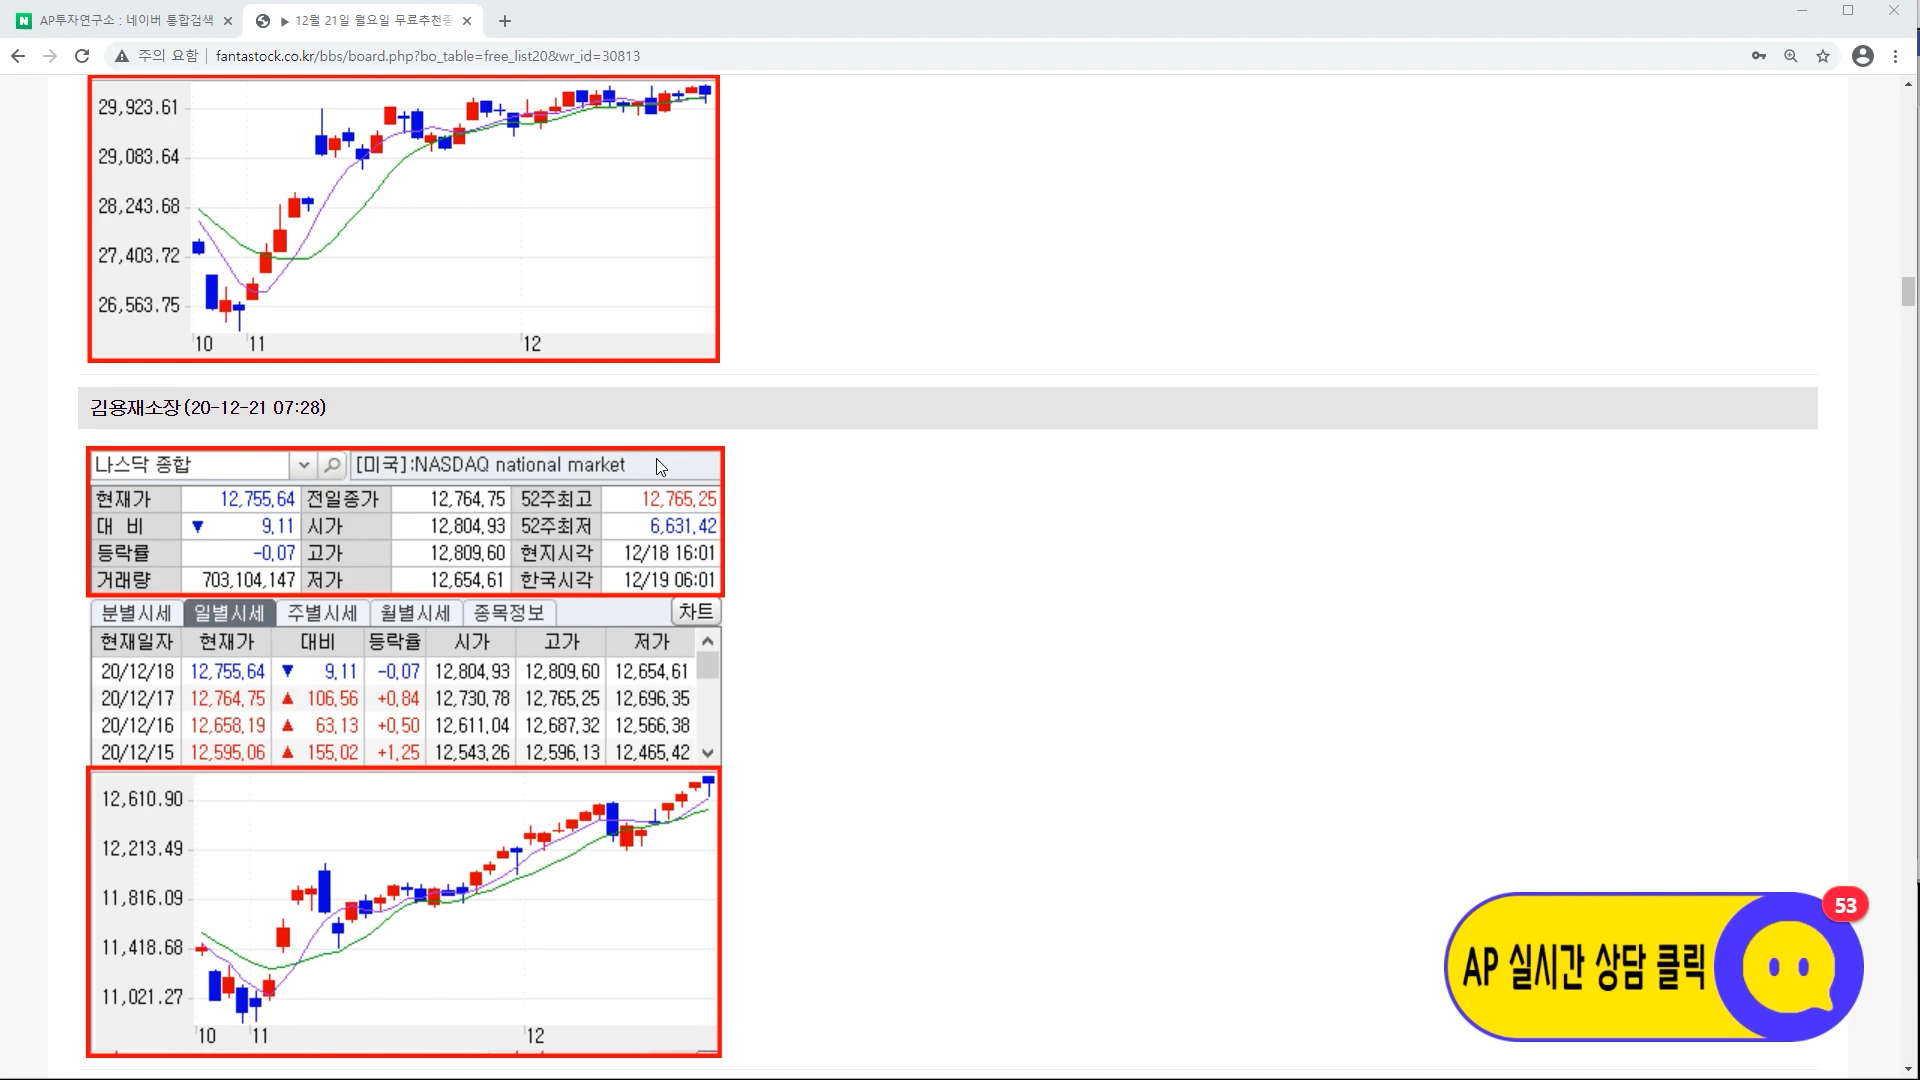 AP투자연구소 : 네이버 통합검색
▶ 12월 21일 월요일 무료추천종
주의 요함
fantastock.co.kr/bbs/board.php?bo_table=free_list20&wr_id=30813
29,923.61
29,083.64
28,243.68
27,403.72
26,563.75
10 11 12
김용재소장 (20-12-21 07:28)
나스닥 종합 [미국]:NASDAQ national market
현재가 12,755.64 전일종가 12,764.75 52주최고 12,765.25
대 비 ▼ 9.11 시가 12,804.93 52주최저 6,631.42
등락률 -0.07 고가 12,809.60 현지시각 12/18 16:01
거래량 703,104,147 저가 12,654.61 한국시각 12/19 06:01
분별시세 일별시세 주별시세 월별시세 종목정보 차트
현재일자 현재가 대비 등락율 시가 고가 저가
20/12/18 12,755.64 ▼ 9.11 -0.07 12,804.93 12,809.60 12,654.61
20/12/17 12,764.75 ▲ 106.56 +0.84 12,730.78 12,765.25 12,696.35
20/12/16 12,658.19 ▲ 63.13 +0.50 12,611.04 12,687.32 12,566.38
20/12/15 12,595.06 ▲ 155.02 +1.25 12,543.26 12,596.13 12,465.42
12,610.90
12,213.49
11,816.09
11,418.68
11,021.27
10 11 12
53
AP 실시간 상담 클릭